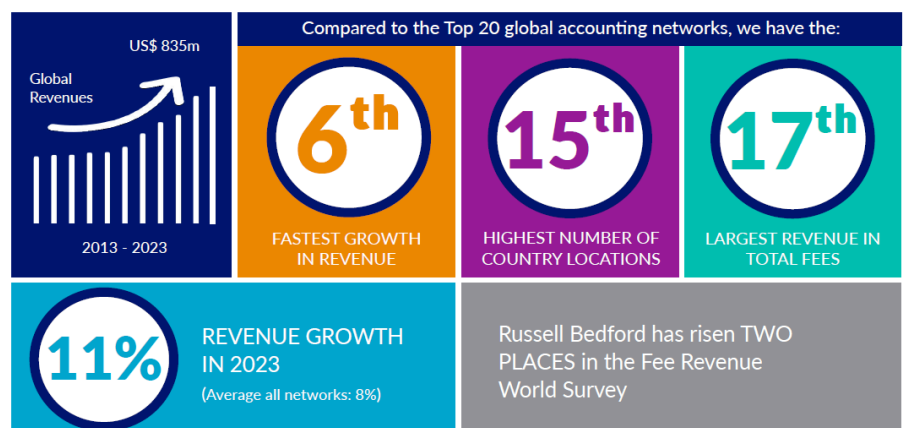 US$ 835m
Global
Revenues
2013 - 2023
Compared to the Top 20 global accounting networks, we have the:
6th
FASTEST GROWTH
IN REVENUE
15th
HIGHEST NUMBER OF
COUNTRY LOCATIONS
17th
LARGEST REVENUE IN
TOTAL FEES
11%
REVENUE GROWTH
IN 2023
(Average all networks: 8%)
Russell Bedford has risen TWO
PLACES in the Fee Revenue
World Survey